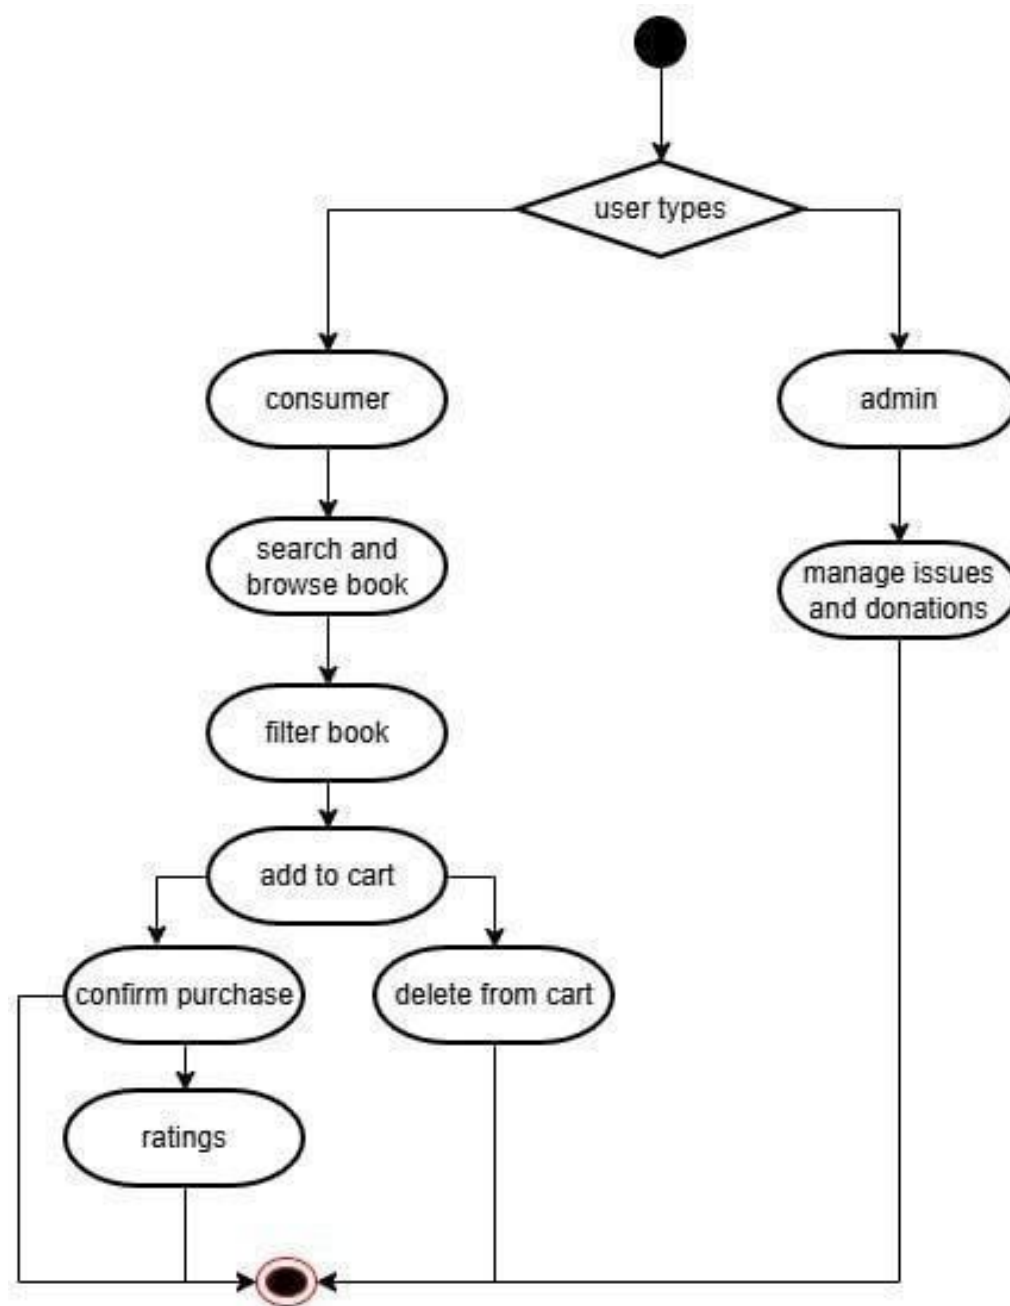 user types
consumer
admin
search and
browse book
manage issues
and donations
filter book
add to cart
confirm purchase
delete from cart
ratings